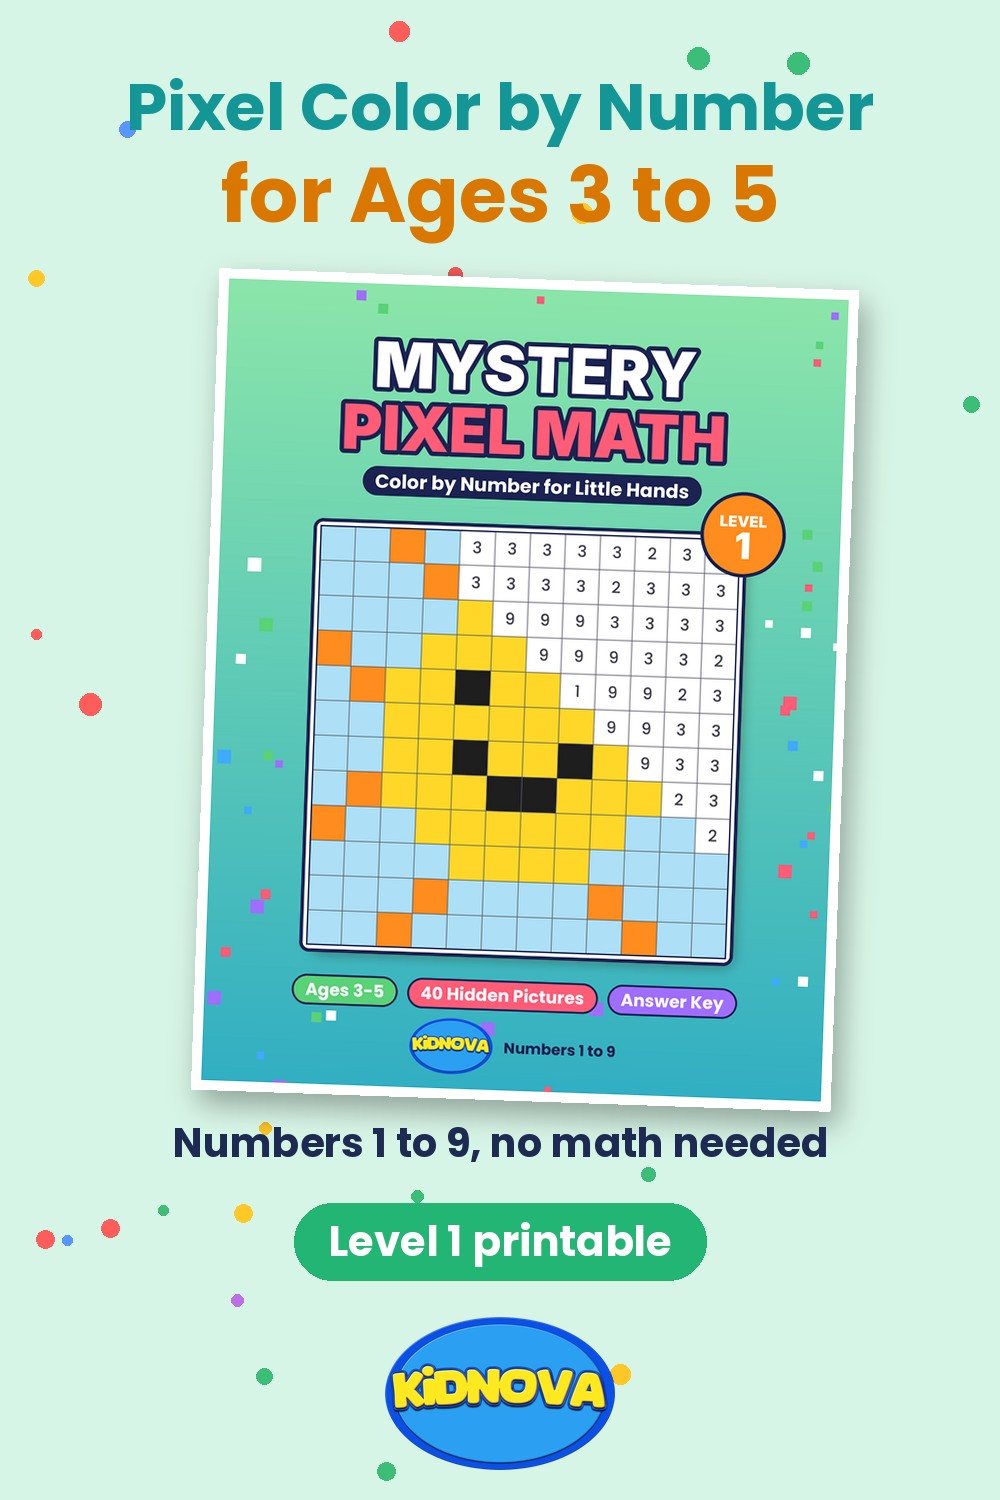 Pixel Color by Number
for Ages 3 to 5
MYSTERY
PIXEL MATH
Color by Number for Little Hands
LEVEL
1
3 3 3 3 3 2 3
3 3 3 3 2 3 3 3
9 9 9 3 3 3 3
9 9 9 3 3 2
1 9 9 2 3
9 9 3 3
9 3 3
2 3
2
Ages 3-5
40 Hidden Pictures
Answer Key
KiDNOVA
Numbers 1 to 9
Numbers 1 to 9, no math needed
Level 1 printable
KiDNOVA